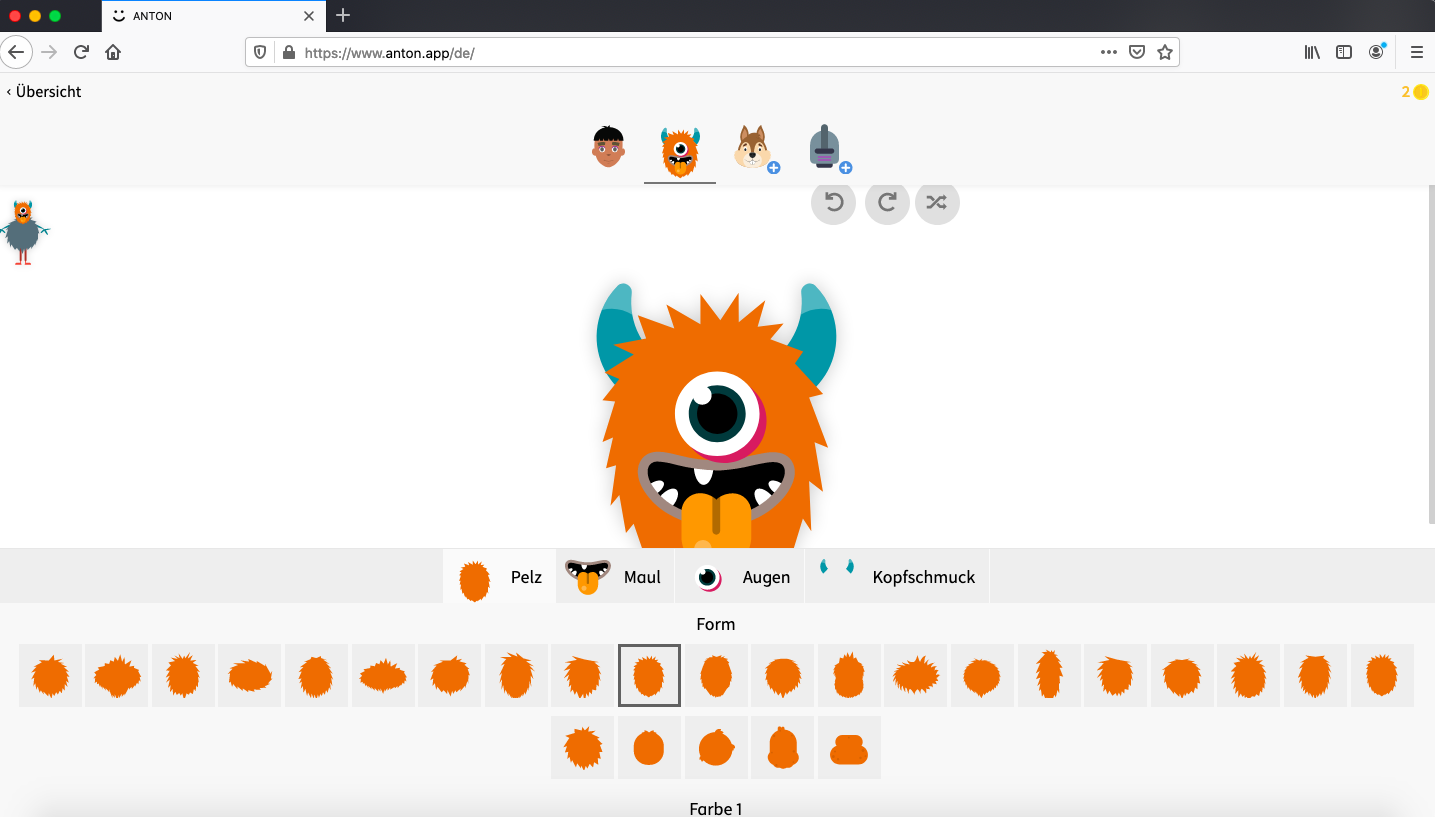 ANTON
https://www.anton.app/de/
‹ Übersicht
2
Pelz
Maul
Augen
Kopfschmuck
Form
Farbe 1